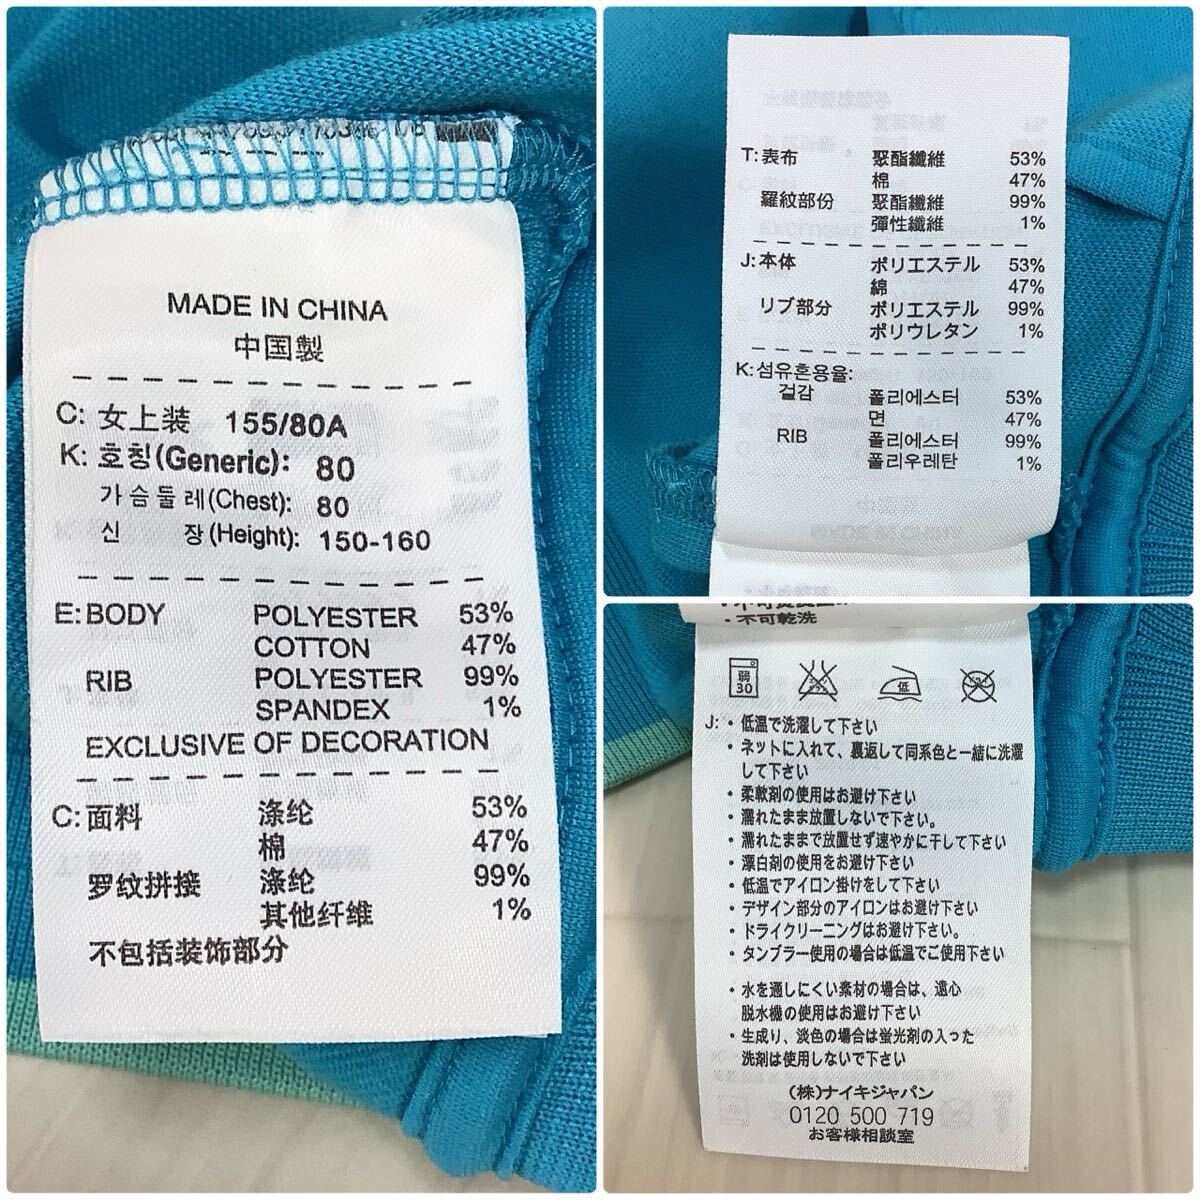 MADE IN CHINA
中国製
C: 女上装 155/80A
K: 호칭(Generic): 80
가슴둘레(Chest): 80
신 장(Height): 150-160
E: BODY POLYESTER 53%
COTTON 47%
RIB POLYESTER 99%
SPANDEX 1%
EXCLUSIVE OF DECORATION
C: 面料 涤纶 53%
棉 47%
罗纹拼接 涤纶 99%
其他纤维 1%
不包括装饰部分
T: 表布 聚酯纖維 53%
棉 47%
羅紋部份 聚酯纖維 99%
彈性纖維 1%
J: 本体 ポリエステル 53%
綿 47%
リブ部分 ポリエステル 99%
ポリウレタン 1%
K: 섬유혼용율:
겉감 폴리에스터 53%
면 47%
RIB 폴리에스터 99%
폴리우레탄 1%
・不可乾洗
弱
30
低
J: ・低温で洗濯して下さい
・ネットに入れて、裏返して同系色と一緒に洗濯
して下さい
・柔軟剤の使用はお避け下さい
・濡れたまま放置しないで下さい。
・濡れたままで放置せず速やかに干して下さい
・漂白剤の使用をお避け下さい
・低温でアイロン掛けをして下さい
・デザイン部分のアイロンはお避け下さい
・ドライクリーニングはお避け下さい。
・タンブラー使用の場合は低温でご使用下さい
・水を通しにくい素材の場合は、遠心
脱水機の使用はお避け下さい
・生成り、淡色の場合は蛍光剤の入った
洗剤は使用しないで下さい
(株)ナイキジャパン
0120 500 719
お客様相談室